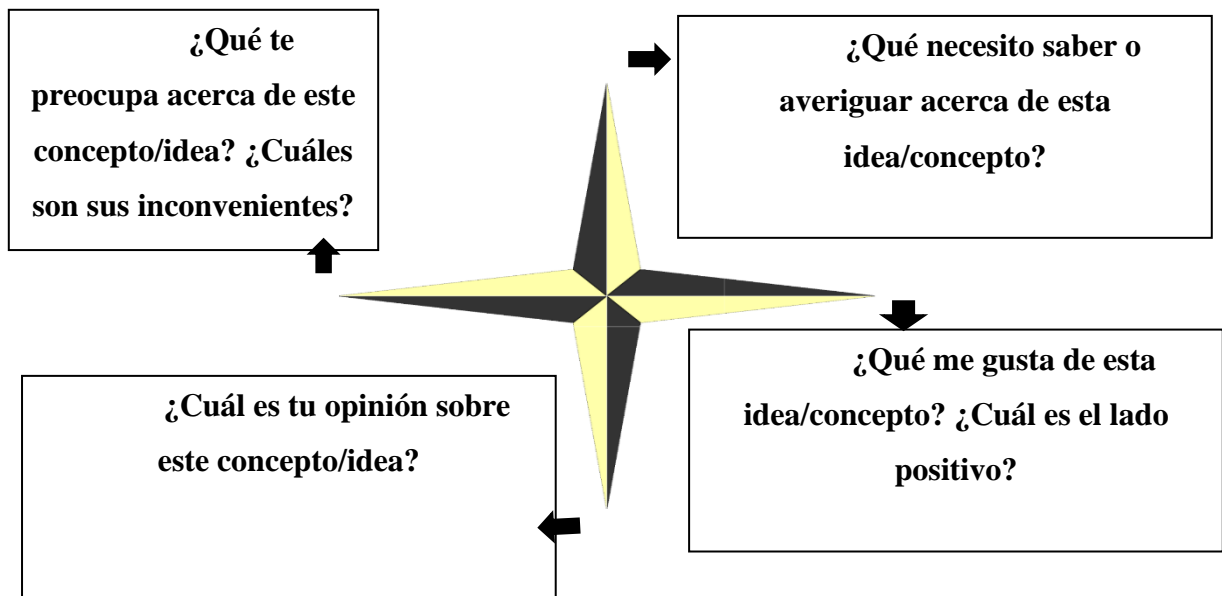 ¿Qué te
preocupa acerca de este
concepto/idea? ¿Cuáles
son sus inconvenientes?
¿Qué necesito saber o
averiguar acerca de esta
idea/concepto?
¿Cuál es tu opinión sobre
este concepto/idea?
¿Qué me gusta de esta
idea/concepto? ¿Cuál es el lado
positivo?